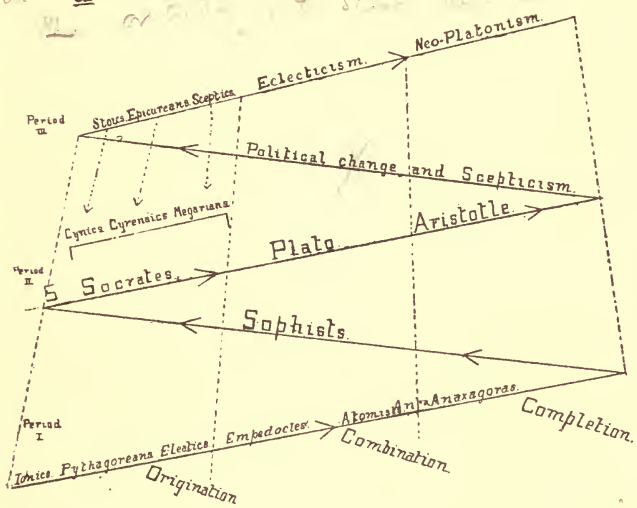 Neo-Platonism.
Eclecticism.
Stoics. Epicureans. Sceptics
Period
III
Political change and Scepticism.
Cynics Cyrenaics Megarians
Aristotle.
Plato
Period
II
S Socrates.
Sophists.
Period
I
Ionics Pythagoreans Eleatics Empedocles. Atomists Anaxagoras.
Completion.
Combination.
Origination